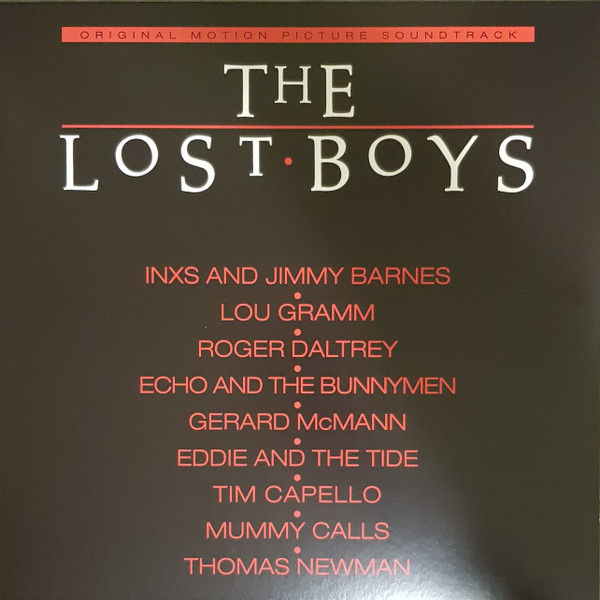 ORIGINAL MOTION PICTURE SOUNDTRACK
THE
LOST·BOYS
INXS AND JIMMY BARNES
LOU GRAMM
ROGER DALTREY
ECHO AND THE BUNNYMEN
GERARD McMANN
EDDIE AND THE TIDE
TIM CAPELLO
MUMMY CALLS
THOMAS NEWMAN